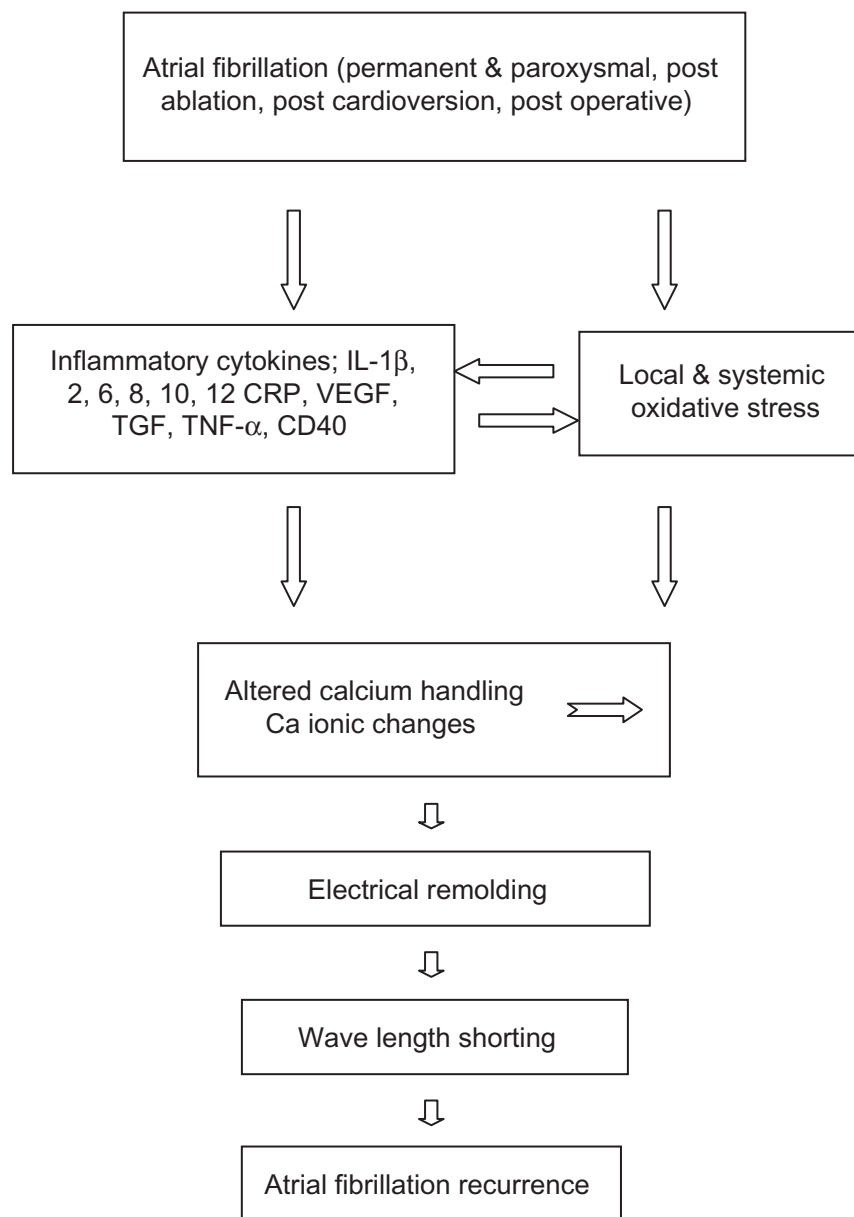 Atrial fibrillation (permanent & paroxysmal, post
ablation, post cardioversion, post operative)
Inflammatory cytokines; IL-1β,
2, 6, 8, 10, 12 CRP, VEGF,
TGF, TNF-α, CD40
Local & systemic
oxidative stress
Altered calcium handling
Ca ionic changes
Electrical remolding
Wave length shorting
Atrial fibrillation recurrence